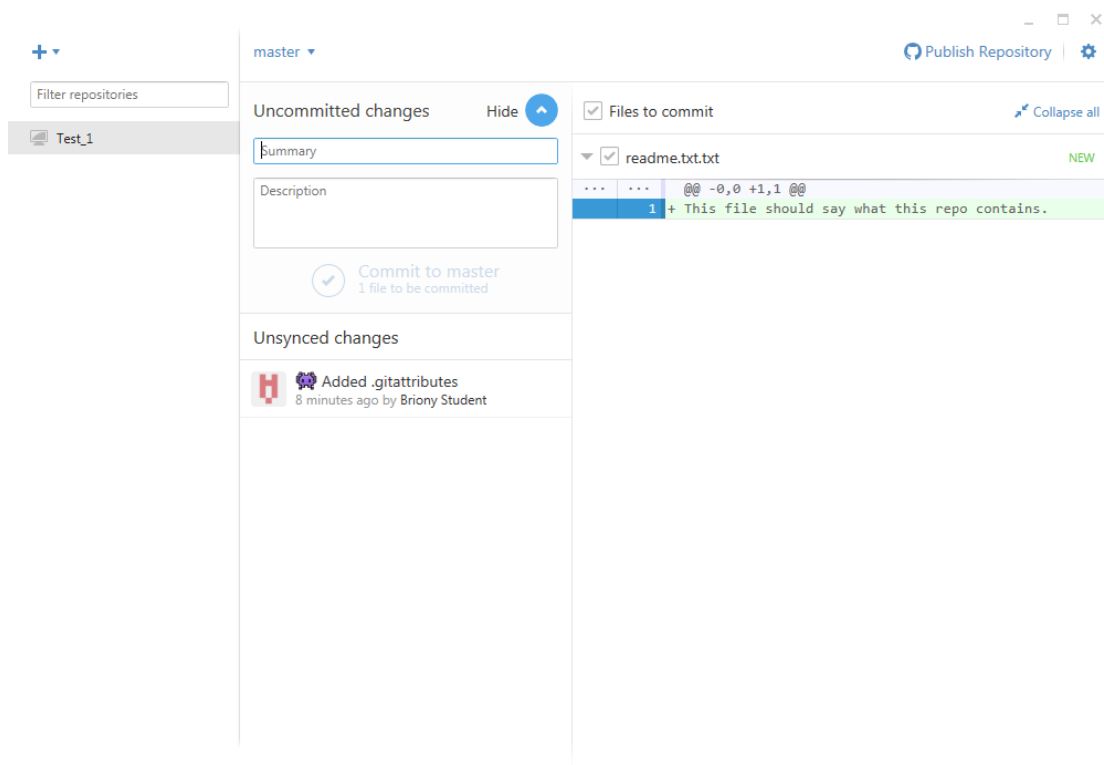 master
Publish Repository
Filter repositories
Test_1
Uncommitted changes
Hide
Summary
Description
Commit to master
1 file to be committed
Unsynced changes
Added .gitattributes
8 minutes ago by Briony Student
Files to commit
Collapse all
readme.txt.txt
NEW
... ... @@ -0,0 +1,1 @@
1 + This file should say what this repo contains.